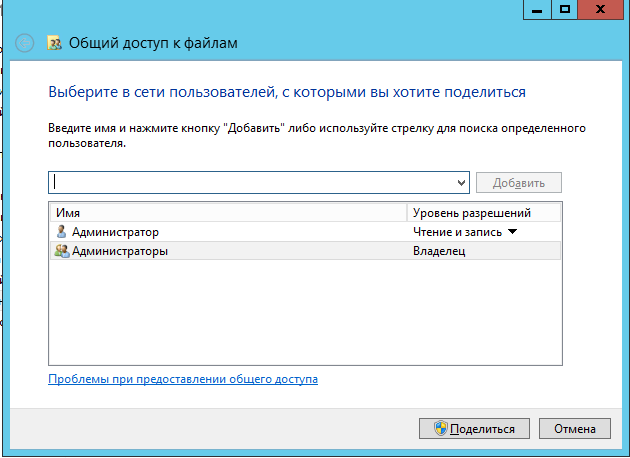 Общий доступ к файлам
Выберите в сети пользователей, с которыми вы хотите поделиться
Введите имя и нажмите кнопку "Добавить" либо используйте стрелку для поиска определенного
пользователя.
Добавить
Имя Уровень разрешений
Администратор Чтение и запись
Администраторы Владелец
Проблемы при предоставлении общего доступа
Поделиться Отмена